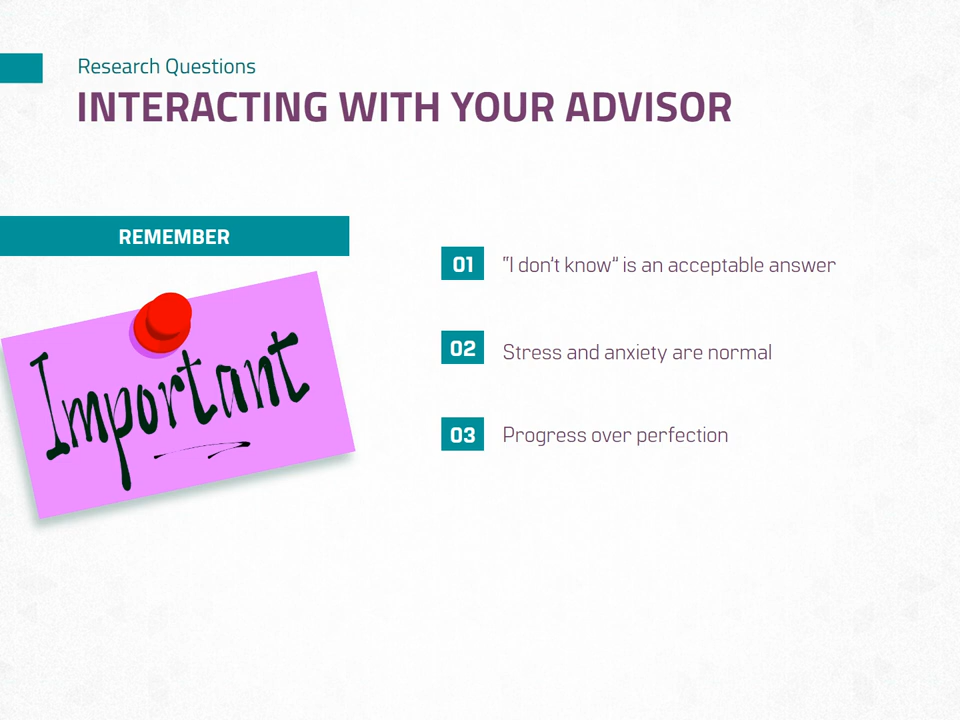 Research Questions
INTERACTING WITH YOUR ADVISOR
REMEMBER
Important
01 "I don't know" is an acceptable answer
02 Stress and anxiety are normal
03 Progress over perfection